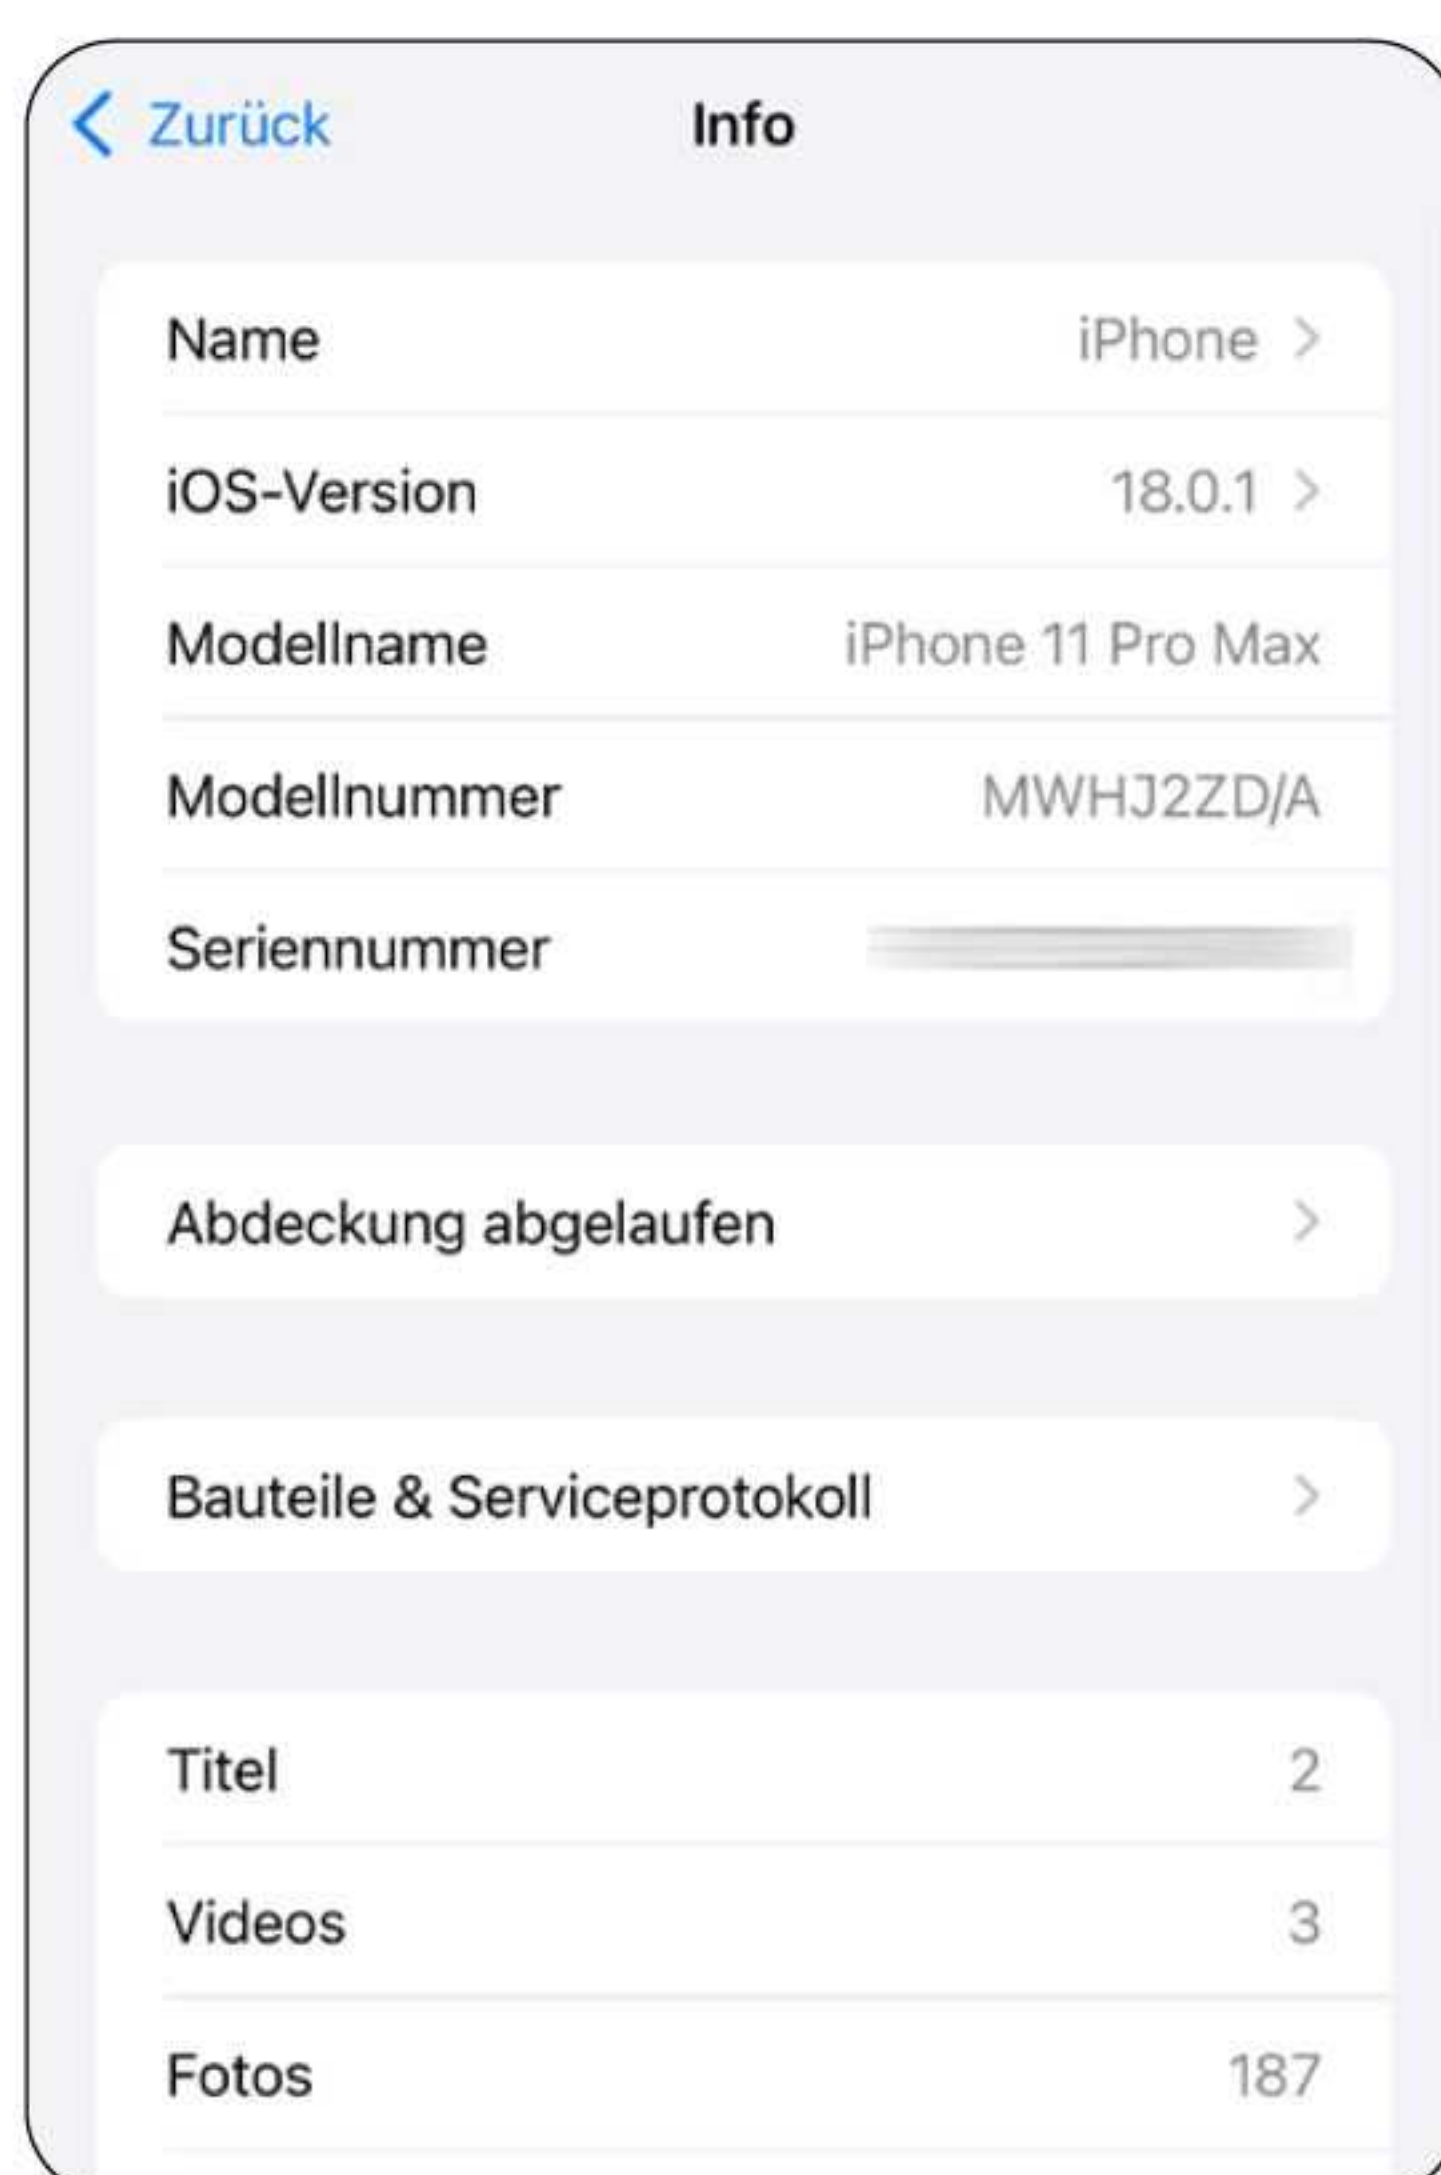 Zurück
Info
Name
iPhone
iOS-Version
18.0.1
Modellname
iPhone 11 Pro Max
Modellnummer
MWHJ2ZD/A
Seriennummer
Abdeckung abgelaufen
Bauteile & Serviceprotokoll
Titel
2
Videos
3
Fotos
187